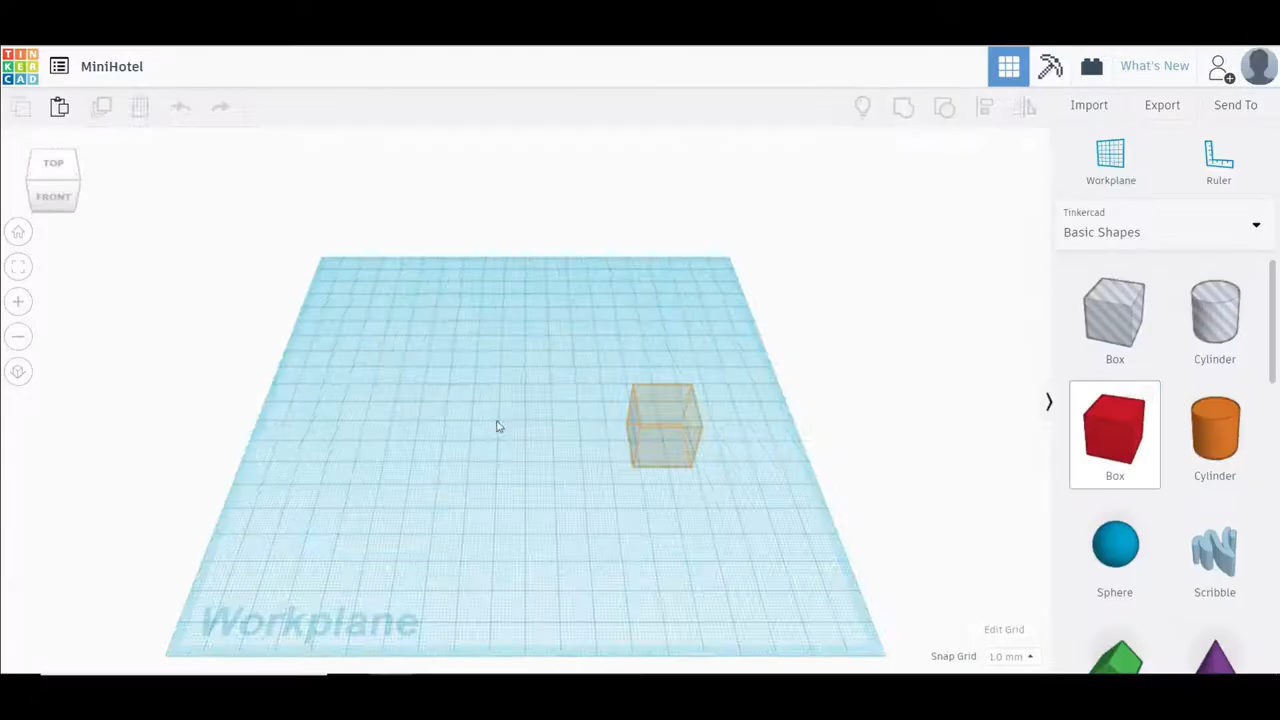 TIN
KER
CAD
MiniHotel
What's New
Import
Export
Send To
TOP
FRONT
Workplane
Ruler
Tinkercad
Basic Shapes
Box
Cylinder
Box
Cylinder
Sphere
Scribble
Workplane
Edit Grid
Snap Grid
1.0 mm